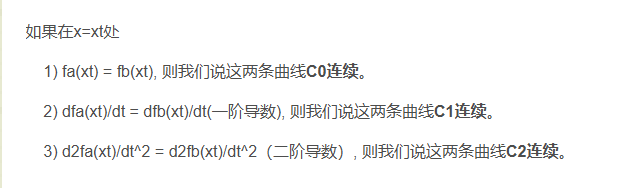 如果在x=xt处
1) fa(xt) = fb(xt), 则我们说这两条曲线C0连续。
2) dfa(xt)/dt = dfb(xt)/dt(一阶导数), 则我们说这两条曲线C1连续。
3) d2fa(xt)/dt^2 = d2fb(xt)/dt^2（二阶导数）, 则我们说这两条曲线C2连续。